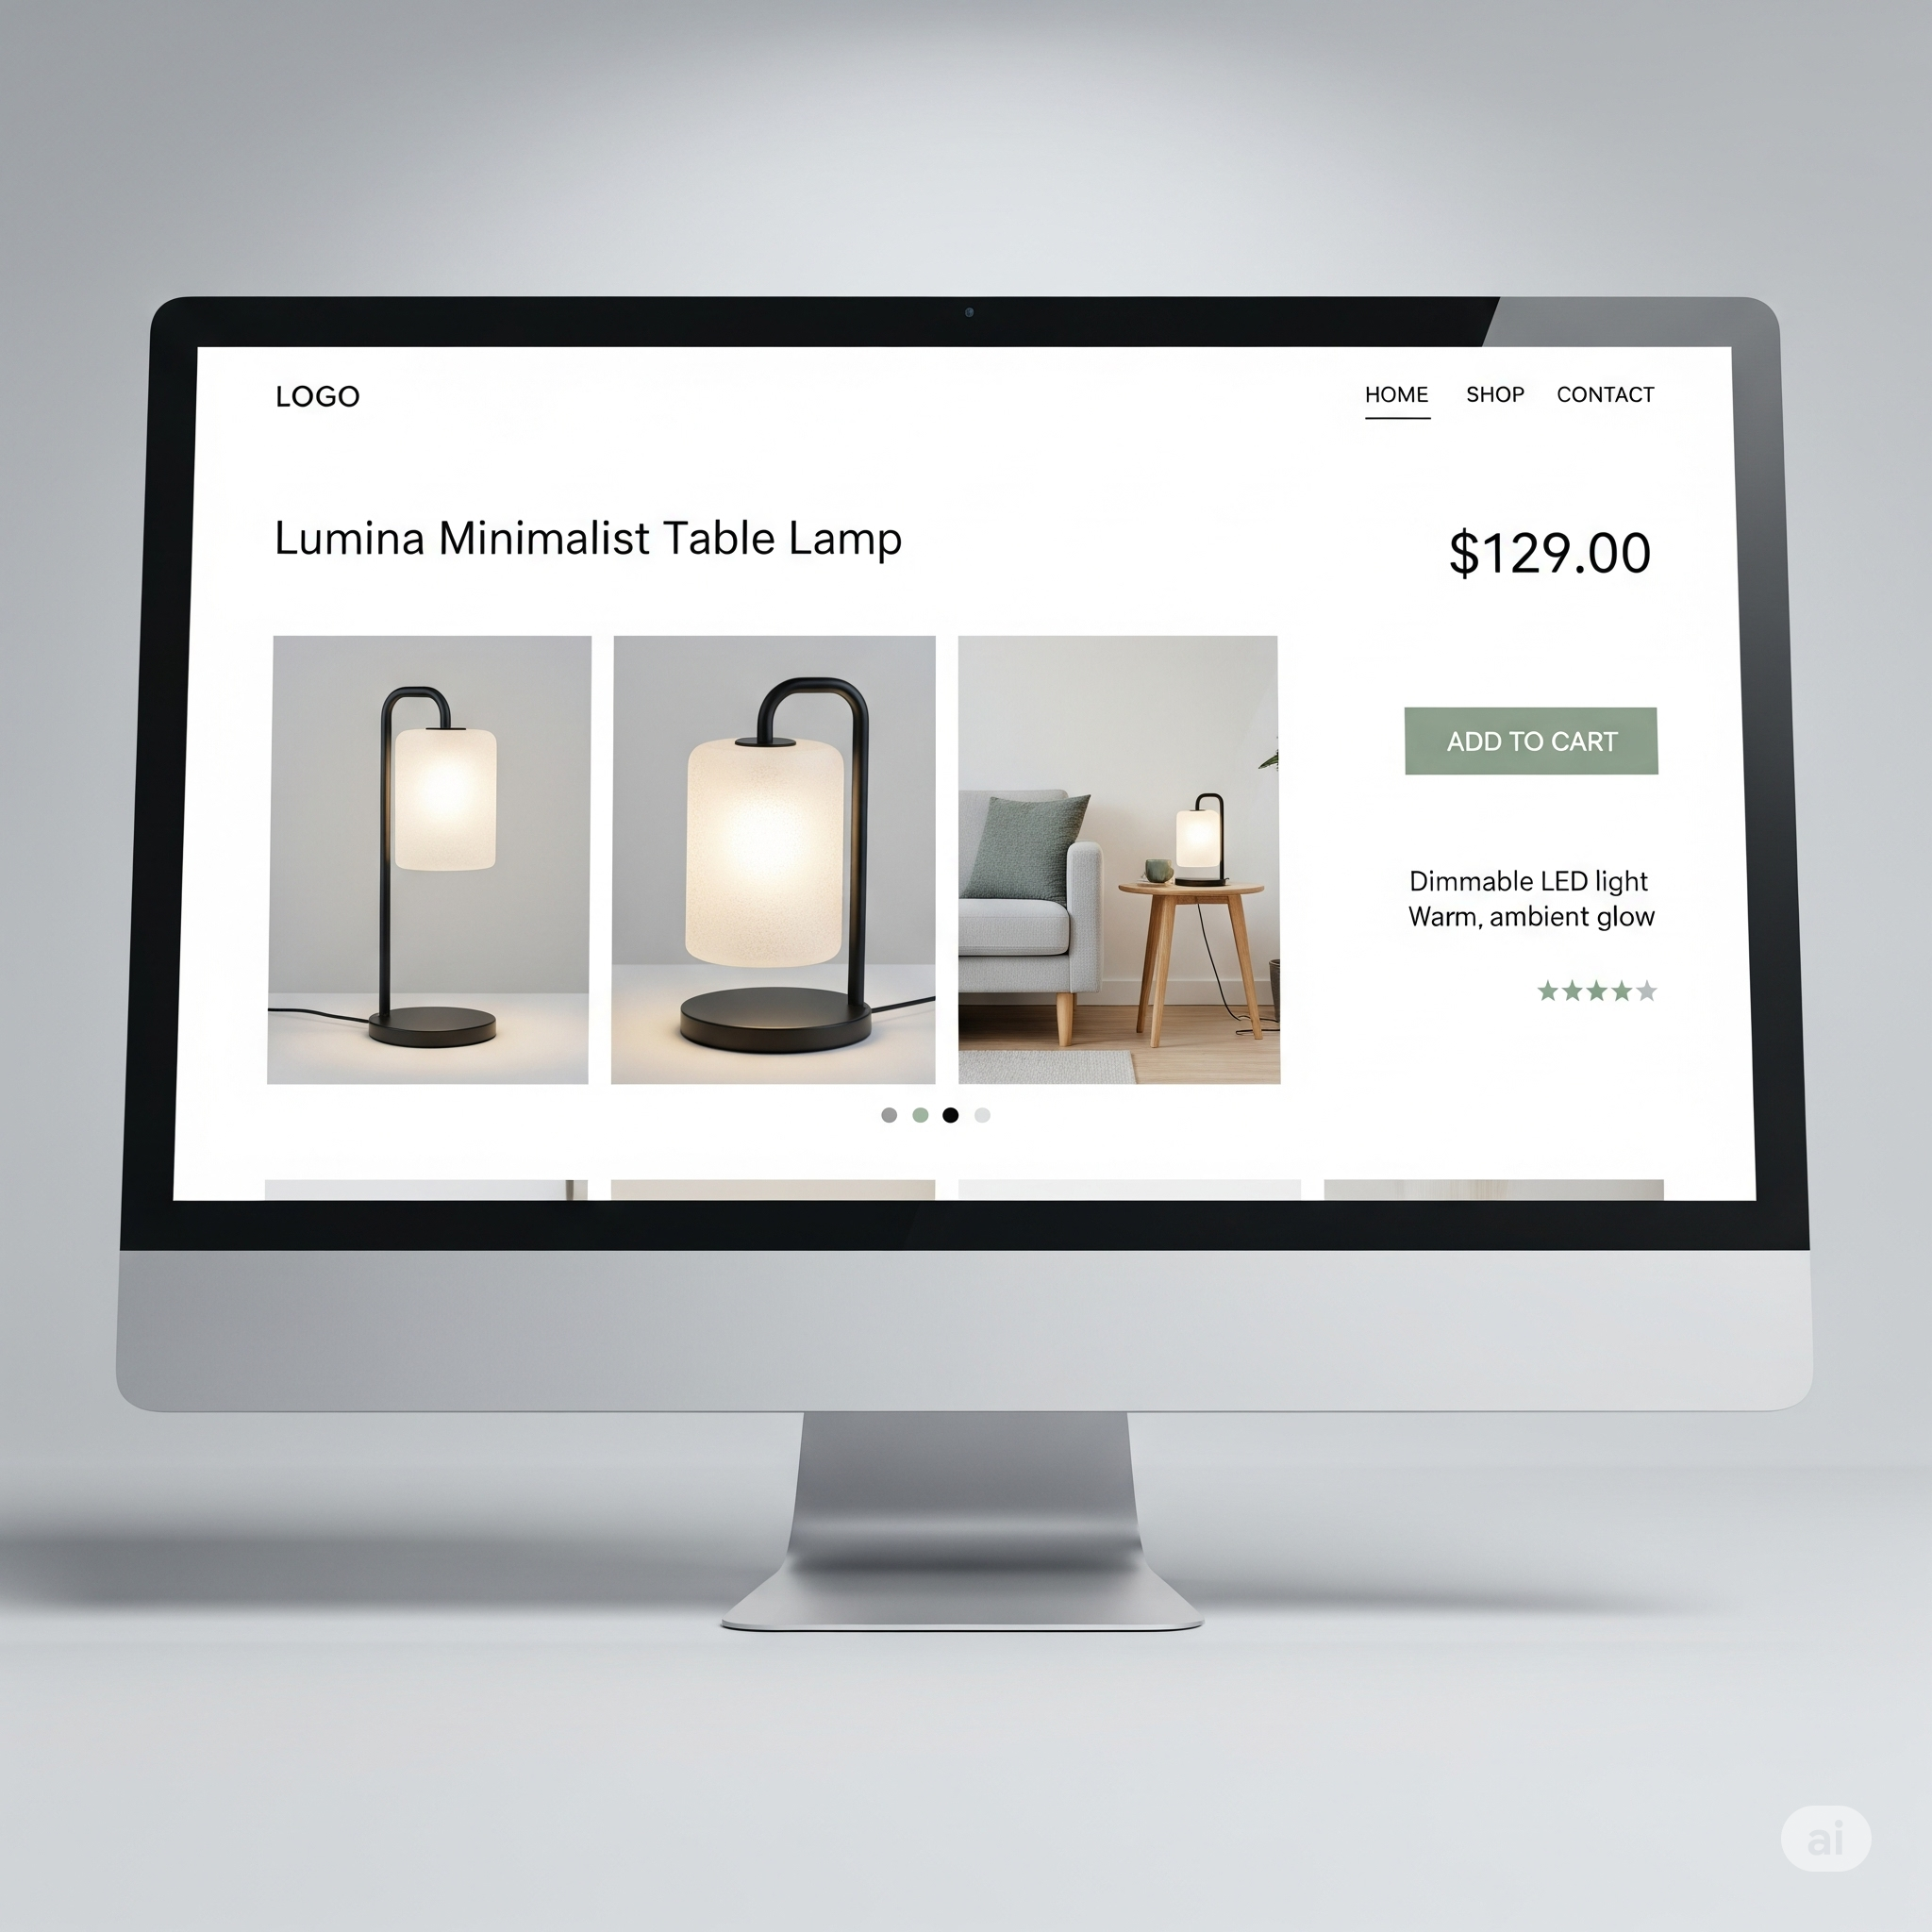 LOGO
HOME SHOP CONTACT
Lumina Minimalist Table Lamp
$129.00
ADD TO CART
Dimmable LED light
Warm, ambient glow
ai